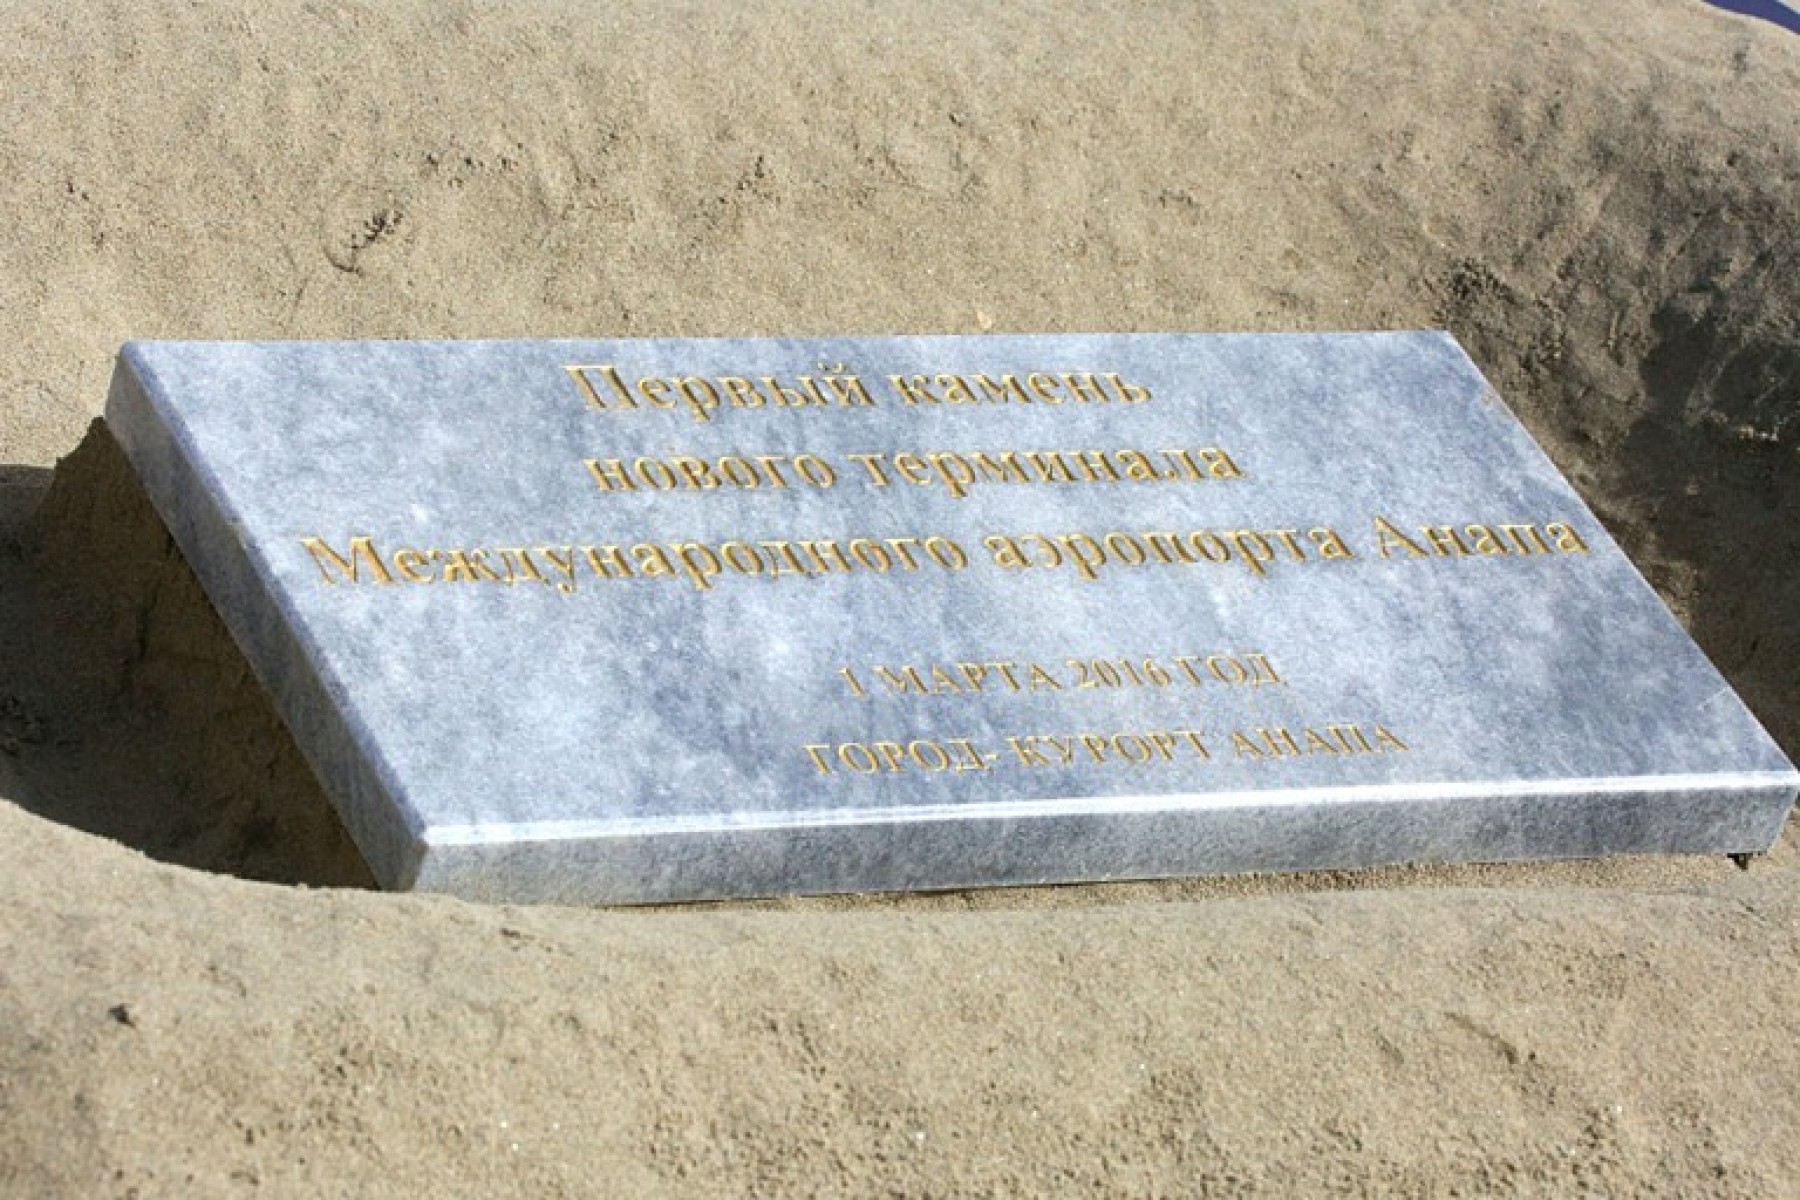 Первый камень
нового терминала
Международного аэропорта Анапа
1 МАРТА 2016 ГОД
ГОРОД- КУРОРТ АНАПА